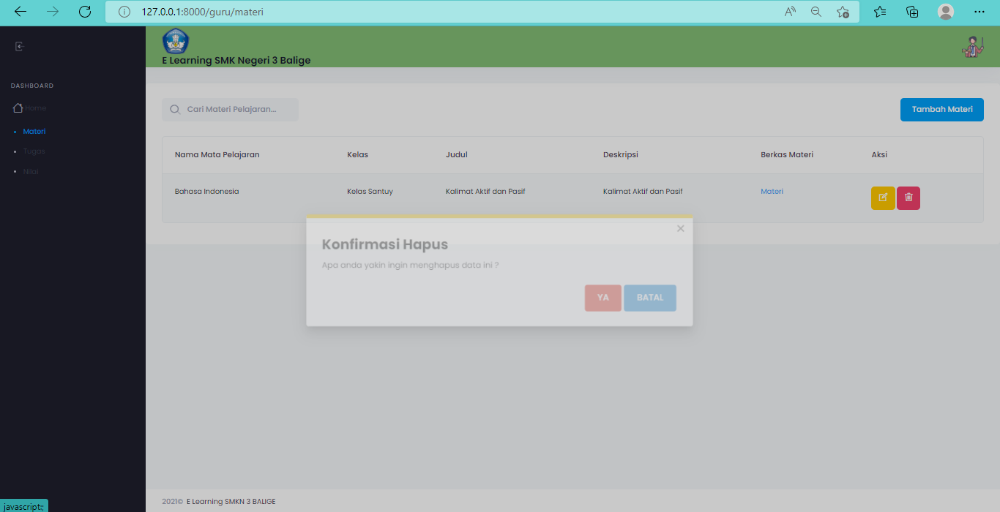 127.0.0.1:8000/guru/materi
E Learning SMK Negeri 3 Balige
DASHBOARD
Home
Materi
Tugas
Nilai
Cari Materi Pelajaran...
Tambah Materi
Nama Mata Pelajaran Kelas Judul Deskripsi Berkas Materi Aksi
Bahasa Indonesia Kelas Santuy Kalimat Aktif dan Pasif Kalimat Aktif dan Pasif Materi
Konfirmasi Hapus
Apa anda yakin ingin menghapus data ini ?
YA BATAL
2021© E Learning SMKN 3 BALIGE
javascript:;